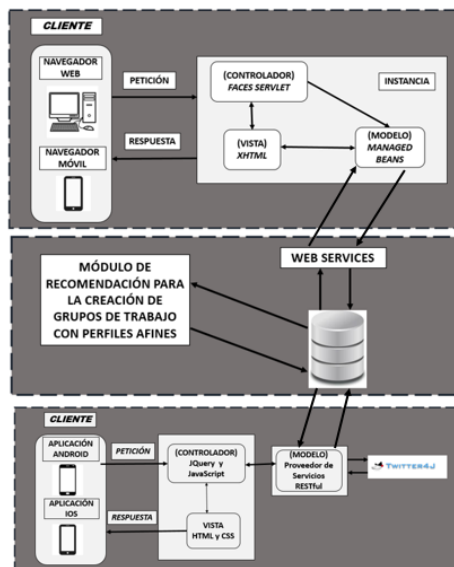 CLIENTE
NAVEGADOR
WEB
NAVEGADOR
MÓVIL
PETICIÓN
RESPUESTA
INSTANCIA
(CONTROLADOR)
FACES SERVLET
(VISTA)
XHTML
(MODELO)
MANAGED
BEANS
WEB SERVICES
MÓDULO DE
RECOMENDACIÓN PARA
LA CREACIÓN DE
GRUPOS DE TRABAJO
CON PERFILES AFINES
CLIENTE
APLICACIÓN
ANDROID
APLICACIÓN
IOS
PETICIÓN
RESPUESTA
(CONTROLADOR)
JQuery y
JavaScript
VISTA
HTML y CSS
(MODELO)
Proveedor de
Servicios
RESTful
TWITTER4J